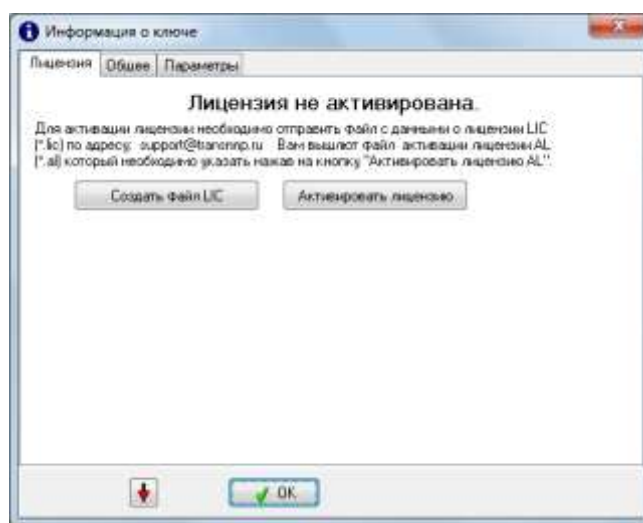 Информация о ключе
Лицензия Общее Параметры
Лицензия не активирована.
Для активации лицензии необходимо отправить файл с данными о лицензии LIC
(*.lic) по адресу: support@transnnp.ru Вам вышлют файл активации лицензии AL
(*.al) который необходимо указать нажав на кнопку "Активировать лицензию AL".
Создать файл LIC Активировать лицензию
OK